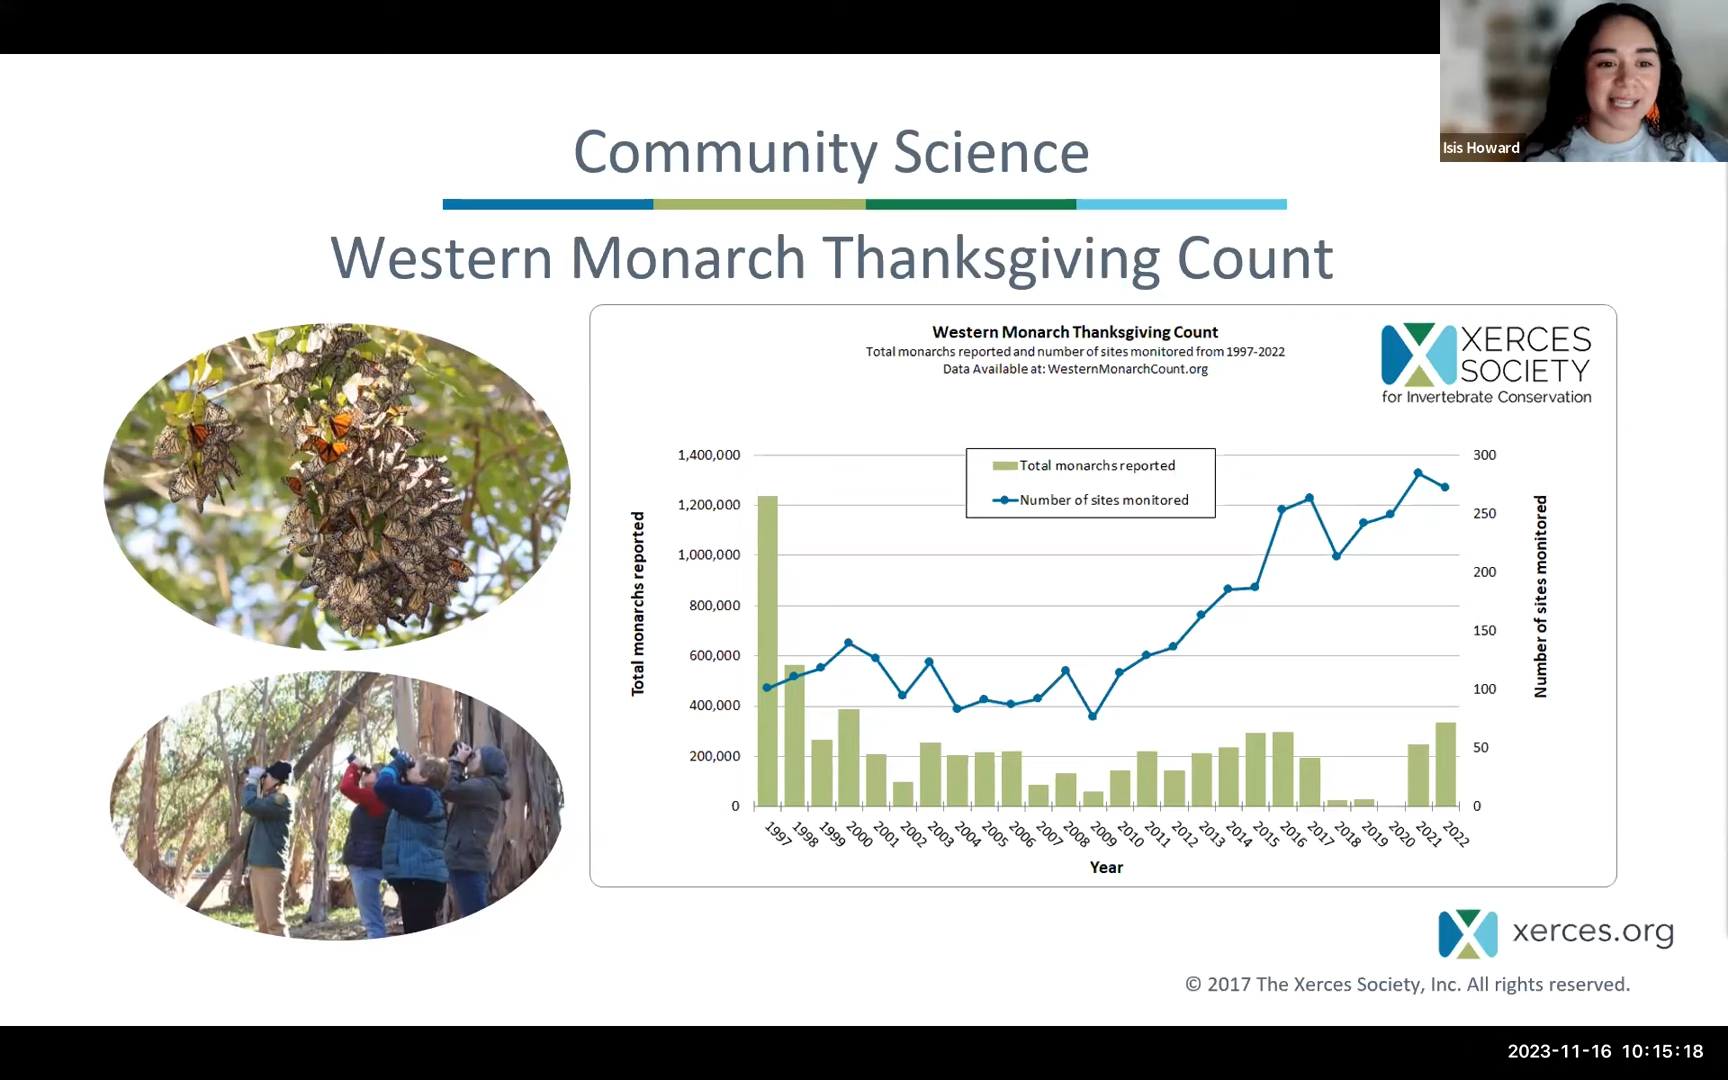 Isis Howard
Community Science
Western Monarch Thanksgiving Count
Western Monarch Thanksgiving Count
Total monarchs reported and number of sites monitored from 1997-2022
Data Available at: WesternMonarchCount.org
XERCES
SOCIETY
for Invertebrate Conservation
Total monarchs reported
Number of sites monitored
Total monarchs reported
1,400,000
1,200,000
1,000,000
800,000
600,000
400,000
200,000
0
300
250
200
150
100
50
0
Number of sites monitored
1997
1998
1999
2000
2001
2002
2003
2004
2005
2006
2007
2008
2009
2010
2011
2012
2013
2014
2015
2016
2017
2018
2019
2020
2021
2022
Year
xerces.org
© 2017 The Xerces Society, Inc. All rights reserved.
2023-11-16 10:15:18